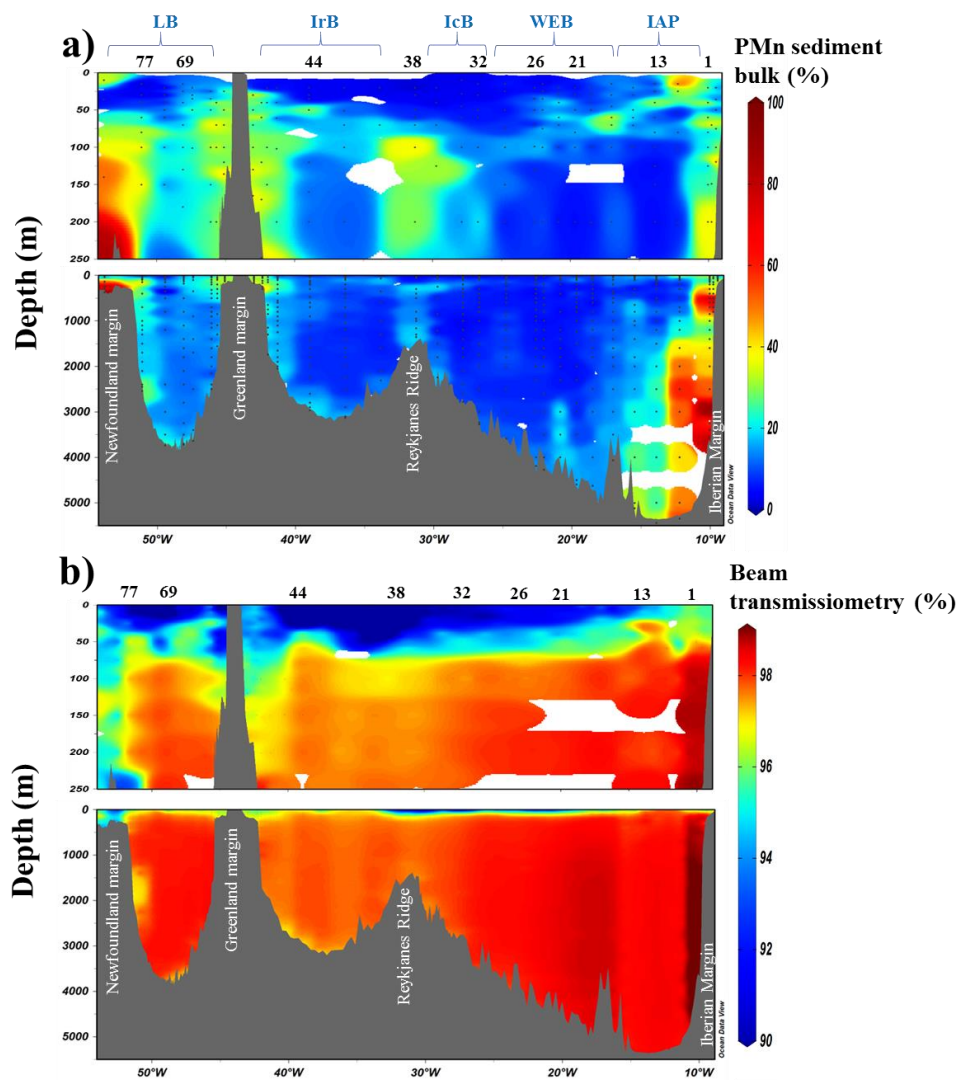 LB IrB IcB WEB IAP
a)
77 69 44 38 32 26 21 13 1
PMn sediment
bulk (%)
0
50
100
150
200
250
0
1000
2000
3000
4000
5000
Depth (m)
Newfoundland margin
Greenland margin
Reykjanes Ridge
Iberian Margin
Ocean Data View
50°W 40°W 30°W 20°W 10°W
100
80
60
40
20
0
b)
77 69 44 38 32 26 21 13 1
Beam
transmissiometry (%)
0
50
100
150
200
250
0
1000
2000
3000
4000
5000
Depth (m)
Newfoundland margin
Greenland margin
Reykjanes Ridge
Iberian Margin
Ocean Data View
50°W 40°W 30°W 20°W 10°W
98
96
94
92
90